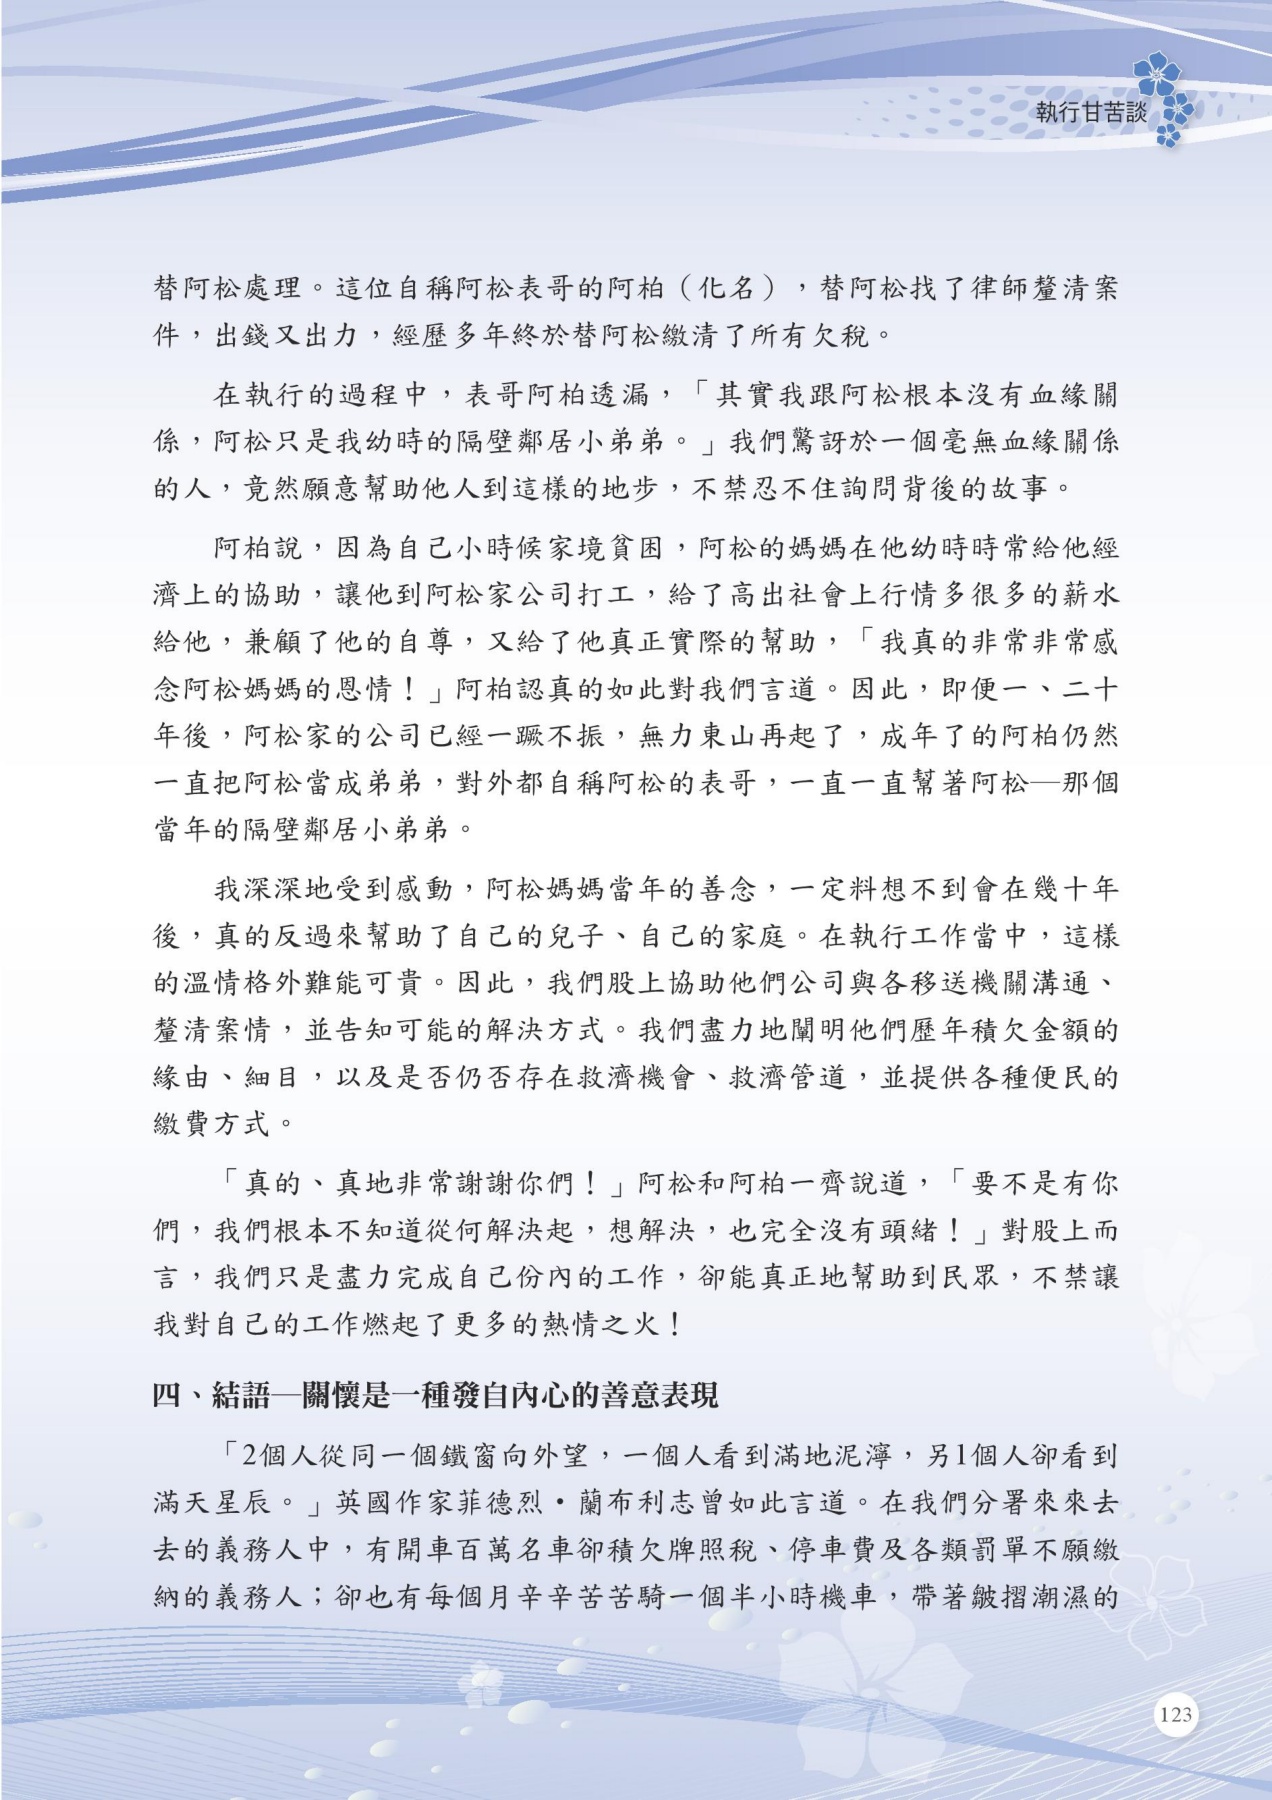 執行甘苦談
替阿松處理。這位自稱阿松表哥的阿柏（化名），替阿松找了律師釐清案
件，出錢又出力，經歷多年終於替阿松繳清了所有欠稅。
在執行的過程中，表哥阿柏透漏，「其實我跟阿松根本沒有血緣關
係，阿松只是我幼時的隔壁鄰居小弟弟。」我們驚訝於一個毫無血緣關係
的人，竟然願意幫助他人到這樣的地步，不禁忍不住詢問背後的故事。
阿柏說，因為自己小時候家境貧困，阿松的媽媽在他幼時時常給他經
濟上的協助，讓他到阿松家公司打工，給了高出社會上行情多很多的薪水
給他，兼顧了他的自尊，又給了他真正實際的幫助，「我真的非常非常感
念阿松媽媽的恩情！」阿柏認真的如此對我們言道。因此，即便一、二十
年後，阿松家的公司已經一蹶不振，無力東山再起了，成年了的阿柏仍然
一直把阿松當成弟弟，對外都自稱阿松的表哥，一直一直幫著阿松─那個
當年的隔壁鄰居小弟弟。
我深深地受到感動，阿松媽媽當年的善念，一定料想不到會在幾十年
後，真的反過來幫助了自己的兒子、自己的家庭。在執行工作當中，這樣
的溫情格外難能可貴。因此，我們股上協助他們公司與各移送機關溝通、
釐清案情，並告知可能的解決方式。我們盡力地闡明他們歷年積欠金額的
緣由、細目，以及是否仍否存在救濟機會、救濟管道，並提供各種便民的
繳費方式。
「真的、真地非常謝謝你們！」阿松和阿柏一齊說道，「要不是有你
們，我們根本不知道從何解決起，想解決，也完全沒有頭緒！」對股上而
言，我們只是盡力完成自己份內的工作，卻能真正地幫助到民眾，不禁讓
我對自己的工作燃起了更多的熱情之火！
四、結語─關懷是一種發自內心的善意表現
「2個人從同一個鐵窗向外望，一個人看到滿地泥濘，另1個人卻看到
滿天星辰。」英國作家菲德烈・蘭布利志曾如此言道。在我們分署來來去
去的義務人中，有開車百萬名車卻積欠牌照稅、停車費及各類罰單不願繳
納的義務人；卻也有每個月辛辛苦苦騎一個半小時機車，帶著皺摺潮濕的
123